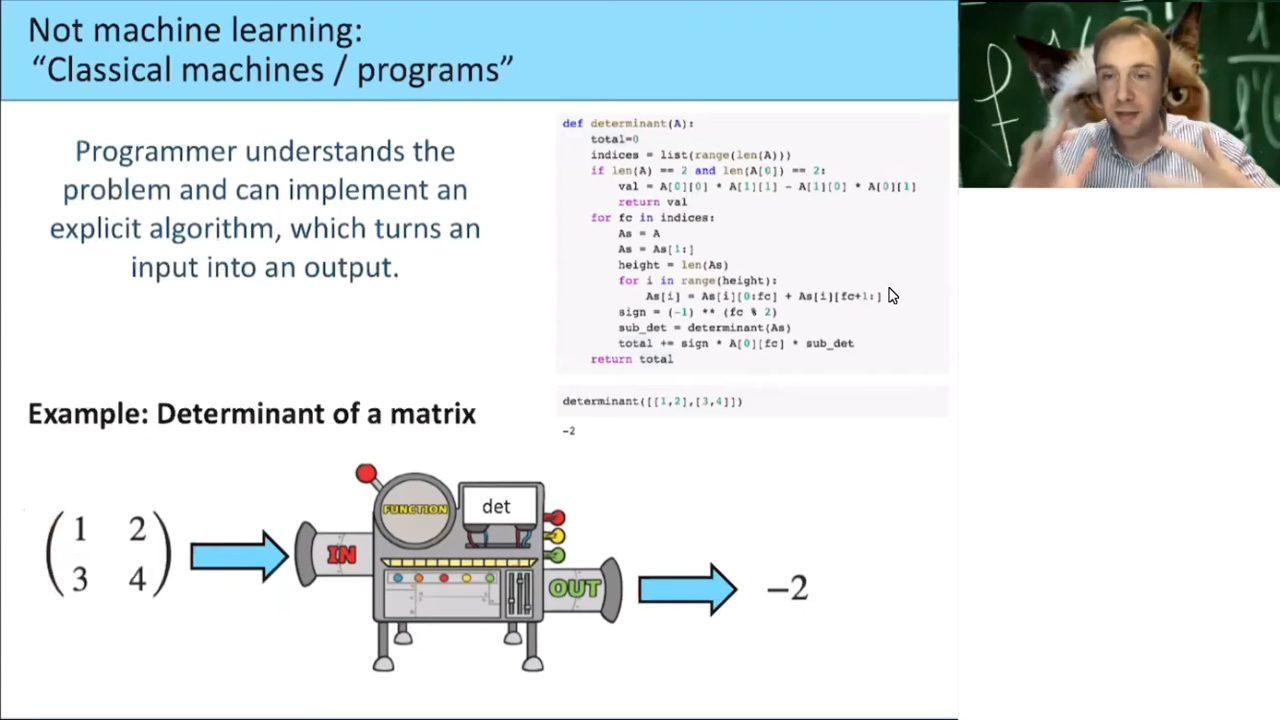 Not machine learning:
“Classical machines / programs”
Programmer understands the
problem and can implement an
explicit algorithm, which turns an
input into an output.
def determinant(A):
    total=0
    indices = list(range(len(A)))
    if len(A) == 2 and len(A[0]) == 2:
        val = A[0][0] * A[1][1] - A[1][0] * A[0][1]
        return val
    for fc in indices:
        As = A
        As = As[1:]
        height = len(As)
        for i in range(height):
            As[i] = As[i][0:fc] + As[i][fc+1:]
        sign = (-1) ** (fc % 2)
        sub_det = determinant(As)
        total += sign * A[0][fc] * sub_det
    return total
determinant([[1,2],[3,4]])
-2
Example: Determinant of a matrix
1 2
3 4
FUNCTION
det
IN
OUT
−2